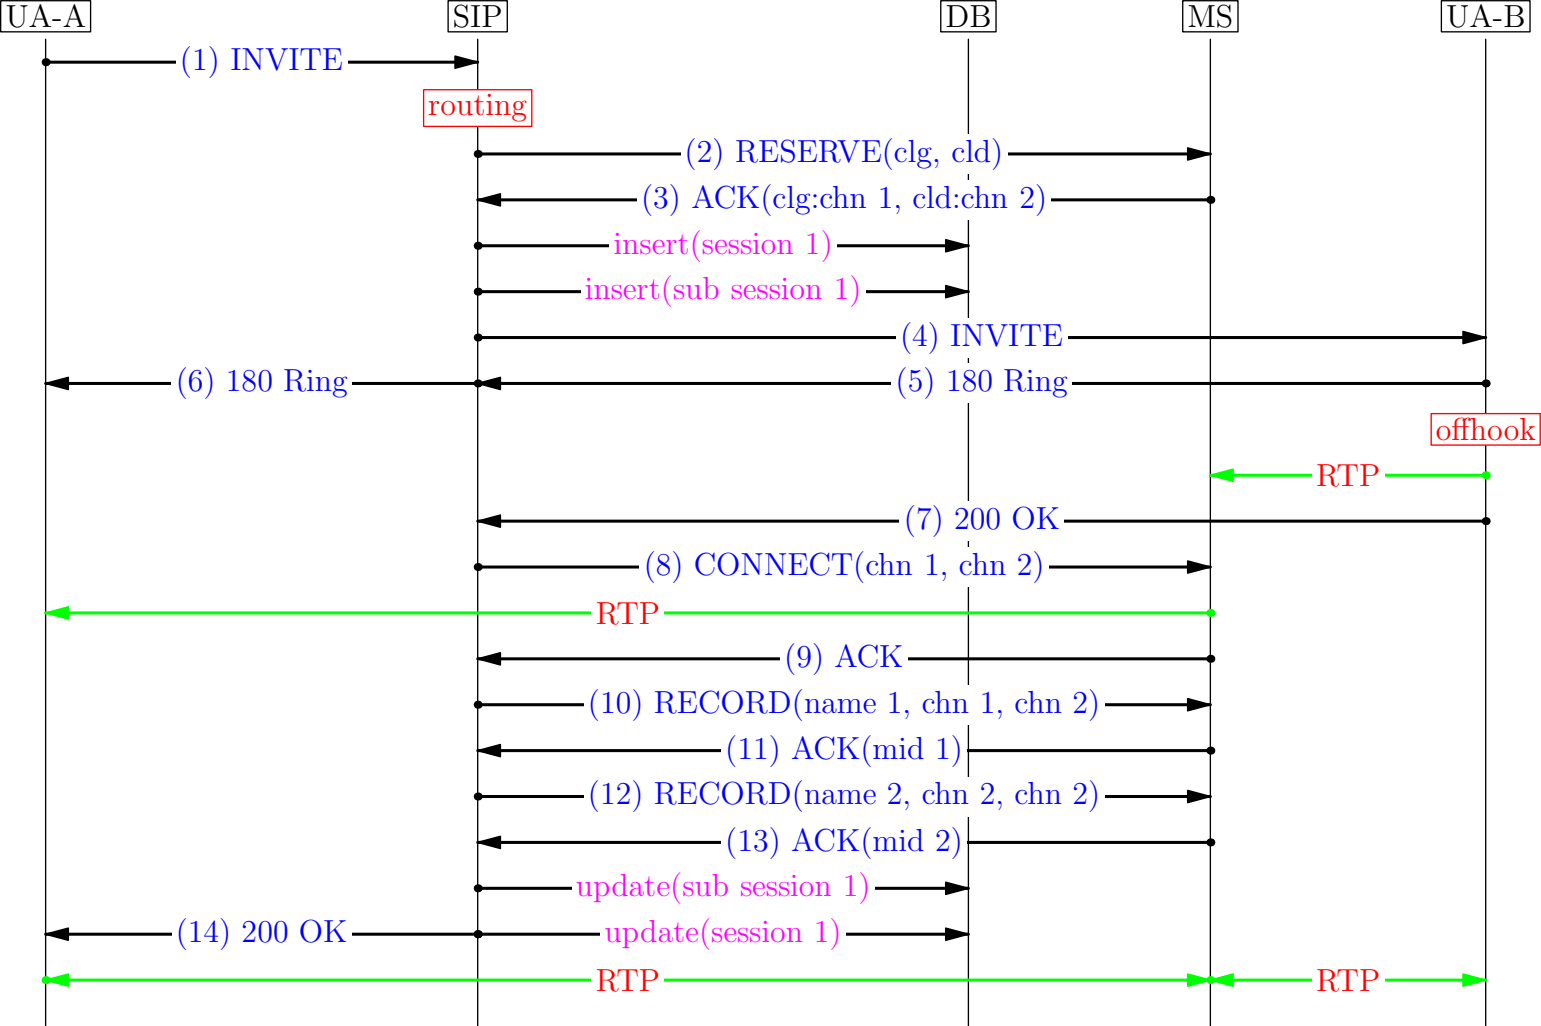 UA-A SIP DB MS UA-B
(1) INVITE
routing
(2) RESERVE(clg, cld)
(3) ACK(clg:chn 1, cld:chn 2)
insert(session 1)
insert(sub session 1)
(4) INVITE
(6) 180 Ring (5) 180 Ring
offhook
RTP
(7) 200 OK
(8) CONNECT(chn 1, chn 2)
RTP
(9) ACK
(10) RECORD(name 1, chn 1, chn 2)
(11) ACK(mid 1)
(12) RECORD(name 2, chn 2, chn 2)
(13) ACK(mid 2)
update(sub session 1)
(14) 200 OK update(session 1)
RTP RTP